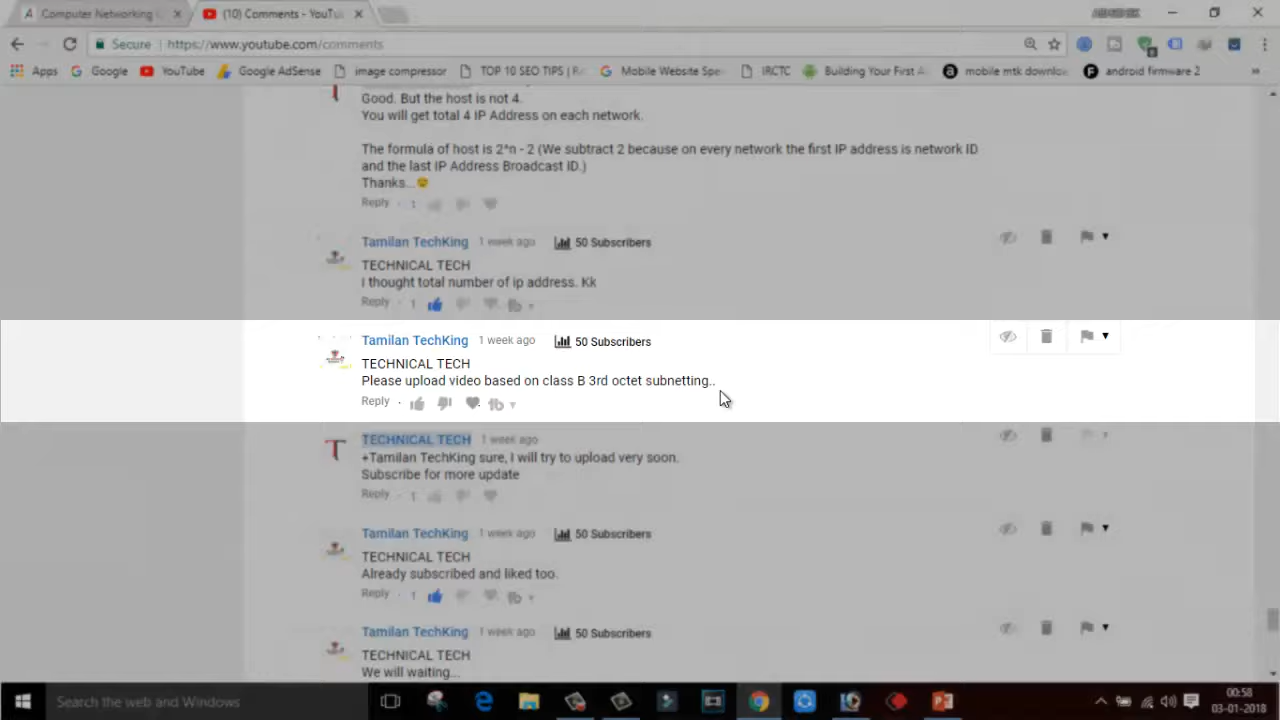 Computer Networking
(10) Comments - YouTu
Secure
https://www.youtube.com/comments
Apps
Google
YouTube
Google AdSense
image compressor
TOP 10 SEO TIPS | R
Mobile Website Spe
IRCTC
Building Your First A
mobile mtk downloa
android firmware 2
Good. But the host is not 4.
You will get total 4 IP Address on each network.
The formula of host is 2^n - 2 (We subtract 2 because on every network the first IP address is network ID
and the last IP Address Broadcast ID.)
Thanks...
Reply · 1
Tamilan TechKing 1 week ago 50 Subscribers
TECHNICAL TECH
I thought total number of ip address. Kk
Reply · 1
Tamilan TechKing 1 week ago 50 Subscribers
TECHNICAL TECH
Please upload video based on class B 3rd octet subnetting..
Reply ·
TECHNICAL TECH 1 week ago
+Tamilan TechKing sure, I will try to upload very soon.
Subscribe for more update
Reply · 1
Tamilan TechKing 1 week ago 50 Subscribers
TECHNICAL TECH
Already subscribed and liked too.
Reply · 1
Tamilan TechKing 1 week ago 50 Subscribers
TECHNICAL TECH
We will waiting...
Search the web and Windows
00:58
03-01-2018